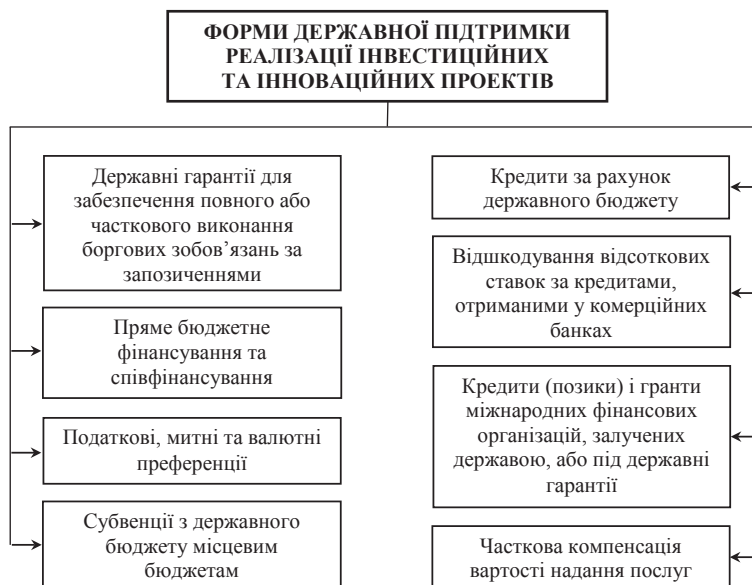 ФОРМИ ДЕРЖАВНОЇ ПІДТРИМКИ
РЕАЛІЗАЦІЇ ІНВЕСТИЦІЙНИХ
ТА ІННОВАЦІЙНИХ ПРОЕКТІВ
Державні гарантії для
забезпечення повного або
часткового виконання
боргових зобов’язань за
запозиченнями
Пряме бюджетне
фінансування та
співфінансування
Податкові, митні та валютні
преференції
Субвенції з державного
бюджету місцевим
бюджетам
Кредити за рахунок
державного бюджету
Відшкодування відсоткових
ставок за кредитами,
отриманими у комерційних
банках
Кредити (позики) і гранти
міжнародних фінансових
організацій, залучених
державою, або під державні
гарантії
Часткова компенсація
вартості надання послуг